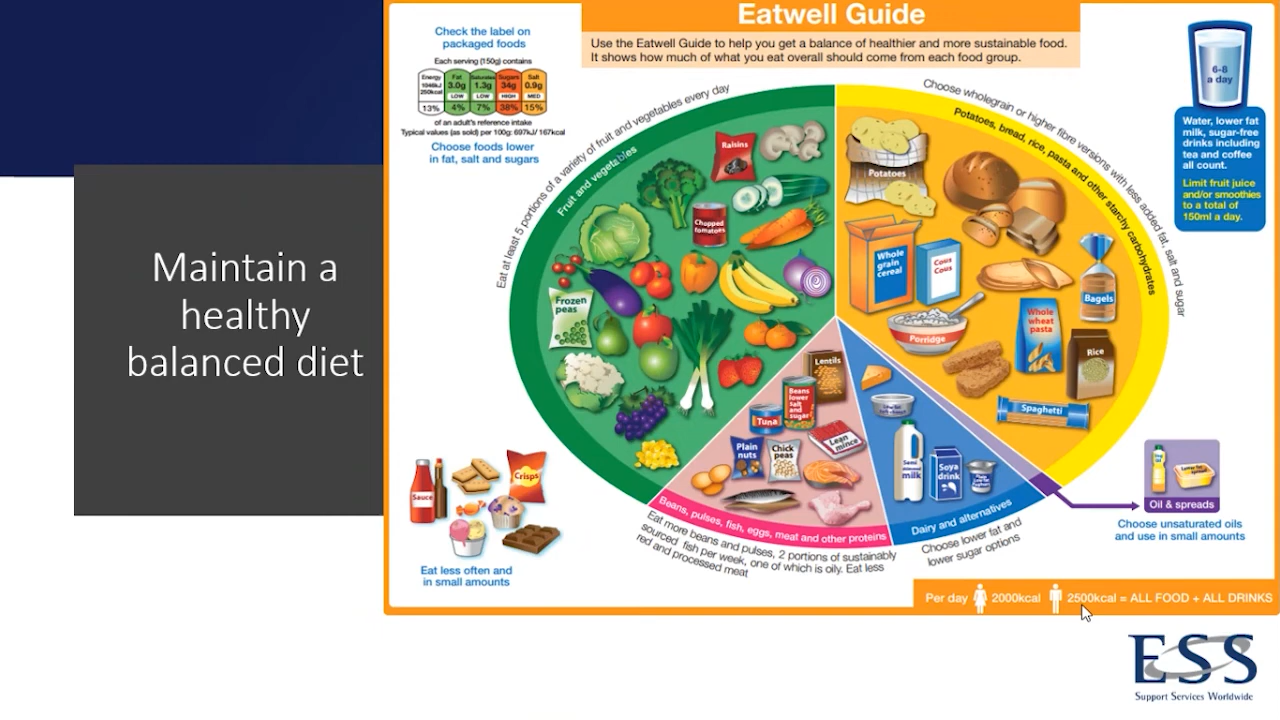 Maintain a
healthy
balanced diet
Eatwell Guide
Use the Eatwell Guide to help you get a balance of healthier and more sustainable food.
It shows how much of what you eat overall should come from each food group.
Check the label on
packaged foods
Each serving (150g) contains
Energy
1046kJ
250kcal
13%
Fat
3.0g
LOW
4%
Saturates
1.3g
LOW
7%
Sugars
34g
HIGH
38%
Salt
0.9g
MED
15%
of an adult's reference intake
Typical values (as sold) per 100g: 697kJ/ 167kcal
Choose foods lower
in fat, salt and sugars
6-8
a day
Water, lower fat
milk, sugar-free
drinks including
tea and coffee
all count.
Limit fruit juice
and/or smoothies
to a total of
150ml a day.
Eat at least 5 portions of a variety of fruit and vegetables every day
Fruit and vegetables
Raisins
Chopped
tomatoes
Frozen
peas
Choose wholegrain or higher fibre versions with less added fat, salt and sugar
Potatoes, bread, rice, pasta and other starchy carbohydrates
Potatoes
Whole
grain
cereal
Cous
Cous
Bagels
Porridge
Whole
wheat
pasta
Rice
Spaghetti
Lentils
Beans
lower
salt
and
sugar
Tuna
Lean
mince
Plain
nuts
Chick
peas
Beans, pulses, fish, eggs, meat and other proteins
Eat more beans and pulses, 2 portions of sustainably
sourced fish per week, one of which is oily. Eat less
red and processed meat
Semi
milk
Soya
drink
Dairy and alternatives
Choose lower fat and
lower sugar options
Oil & spreads
Choose unsaturated oils
and use in small amounts
Sauce
Crisps
Eat less often and
in small amounts
Per day 2000kcal 2500kcal = ALL FOOD + ALL DRINKS
ESS
Support Services Worldwide